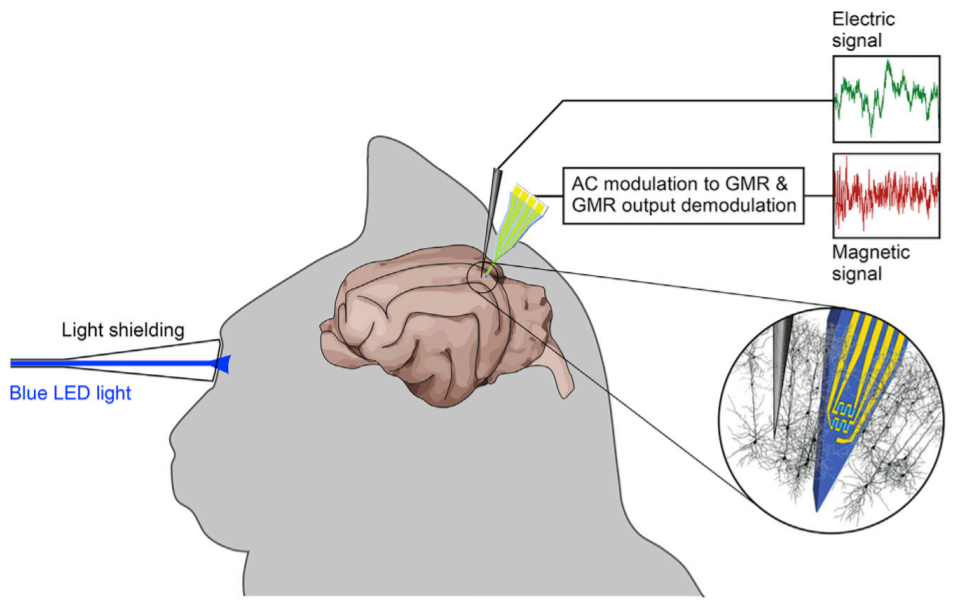 Electric
signal
AC modulation to GMR &
GMR output demodulation
Magnetic
signal
Light shielding
Blue LED light